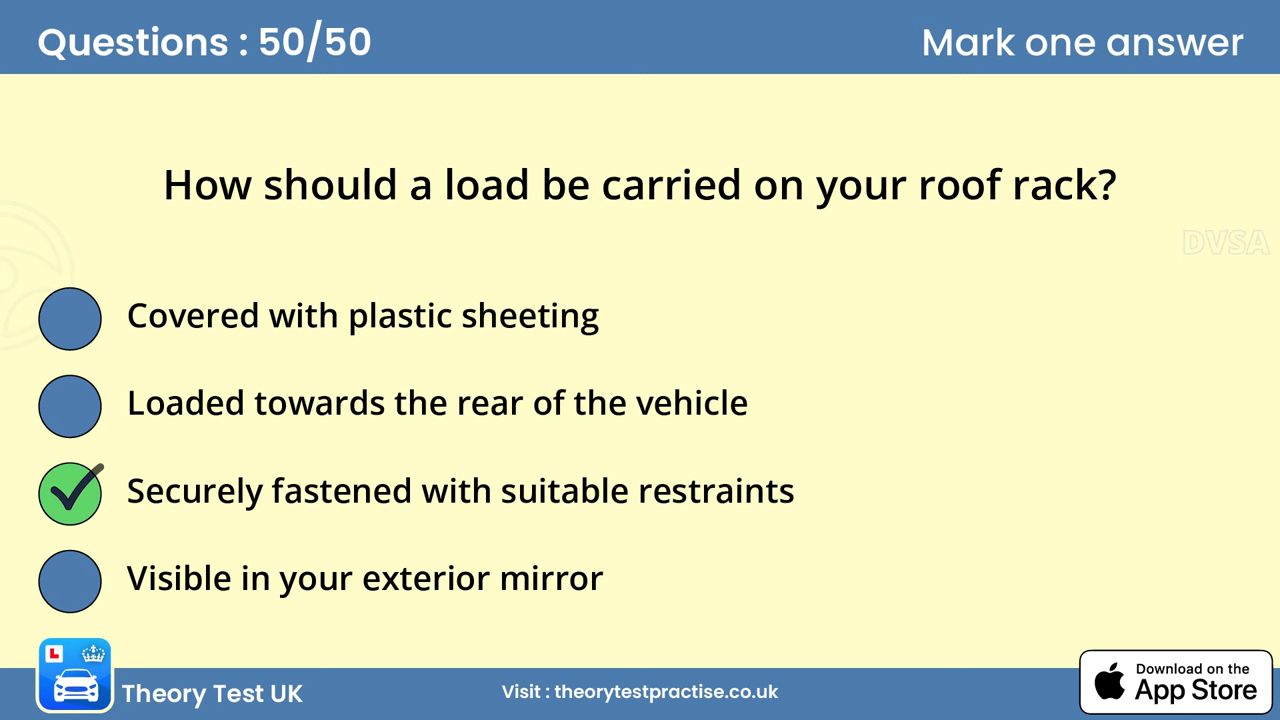 Questions : 50/50
Mark one answer
How should a load be carried on your roof rack?
DVSA
Covered with plastic sheeting
Loaded towards the rear of the vehicle
Securely fastened with suitable restraints
Visible in your exterior mirror
L
Theory Test UK
Visit : theorytestpractise.co.uk
Download on the
App Store